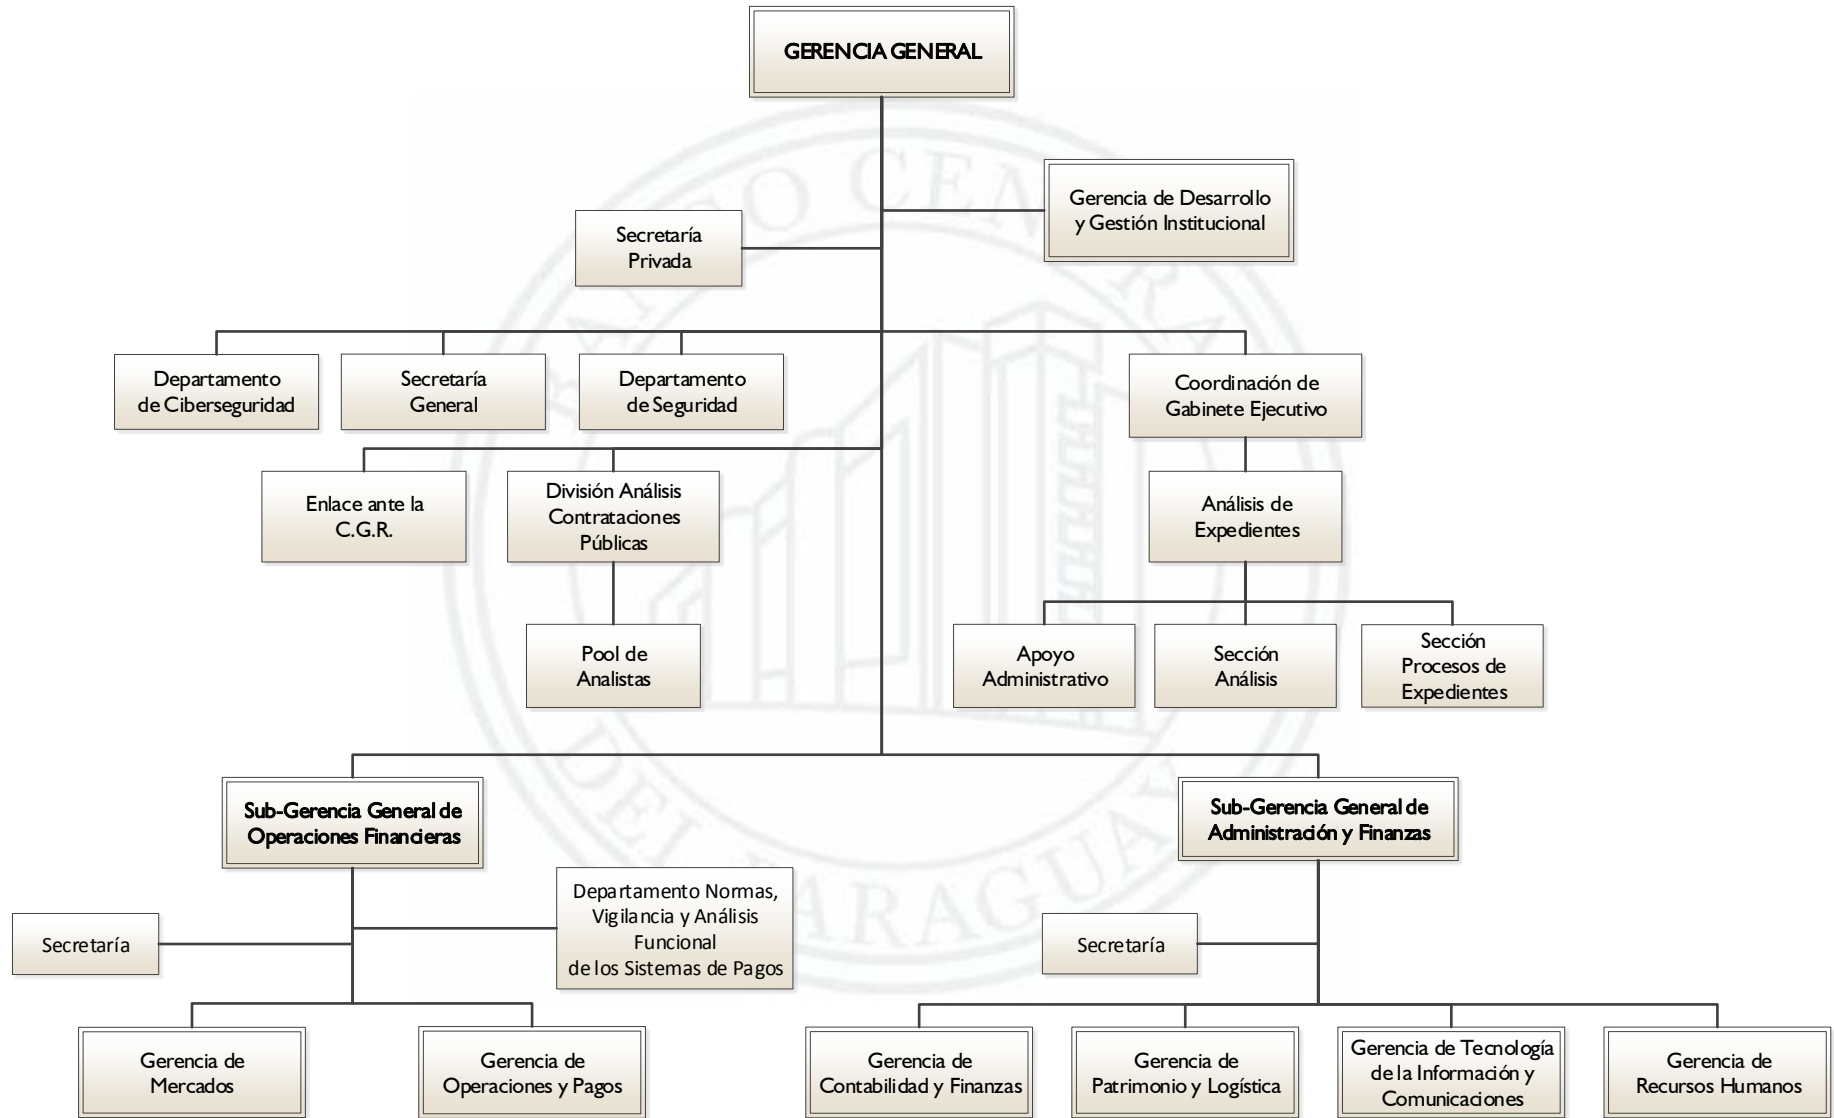 GERENCIA GENERAL
Gerencia de Desarrollo
y Gestión Institucional
Secretaría
Privada
Departamento
de Ciberseguridad
Secretaría
General
Departamento
de Seguridad
Coordinación de
Gabinete Ejecutivo
Enlace ante la
C.G.R.
División Análisis
Contrataciones
Públicas
Análisis de
Expedientes
Pool de
Analistas
Apoyo
Administrativo
Sección
Análisis
Sección
Procesos de
Expedientes
Sub-Gerencia General de
Operaciones Financieras
Sub-Gerencia General de
Administración y Finanzas
Secretaría
Departamento Normas,
Vigilancia y Análisis
Funcional
de los Sistemas de Pagos
Secretaría
Gerencia de
Mercados
Gerencia de
Operaciones y Pagos
Gerencia de
Contabilidad y Finanzas
Gerencia de
Patrimonio y Logística
Gerencia de Tecnología
de la Información y
Comunicaciones
Gerencia de
Recursos Humanos
BANCO CENTRAL
DEL PARAGUAY